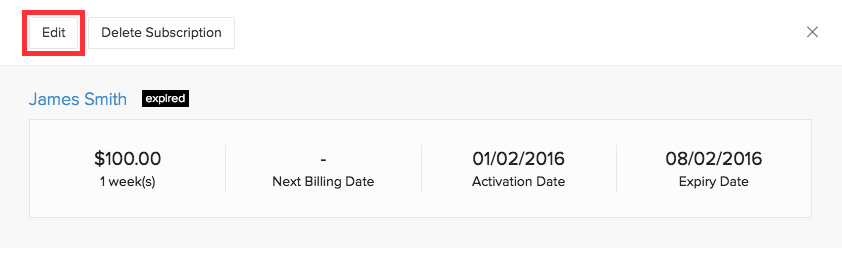 Edit Delete Subscription
James Smith expired
$100.00 - 01/02/2016 08/02/2016
1 week(s) Next Billing Date Activation Date Expiry Date